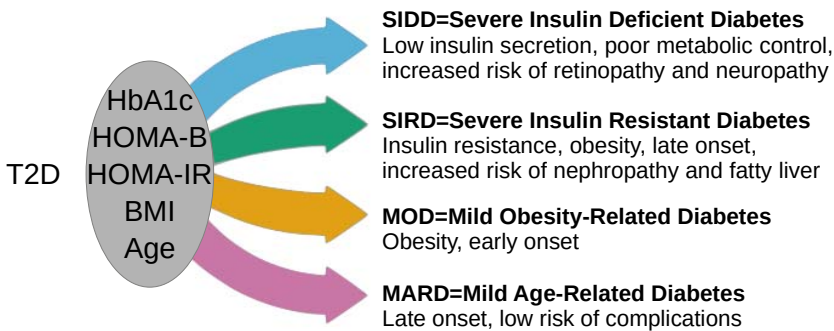 T2D
HbA1c
HOMA-B
HOMA-IR
BMI
Age
SIDD=Severe Insulin Deficient Diabetes
Low insulin secretion, poor metabolic control,
increased risk of retinopathy and neuropathy
SIRD=Severe Insulin Resistant Diabetes
Insulin resistance, obesity, late onset,
increased risk of nephropathy and fatty liver
MOD=Mild Obesity-Related Diabetes
Obesity, early onset
MARD=Mild Age-Related Diabetes
Late onset, low risk of complications